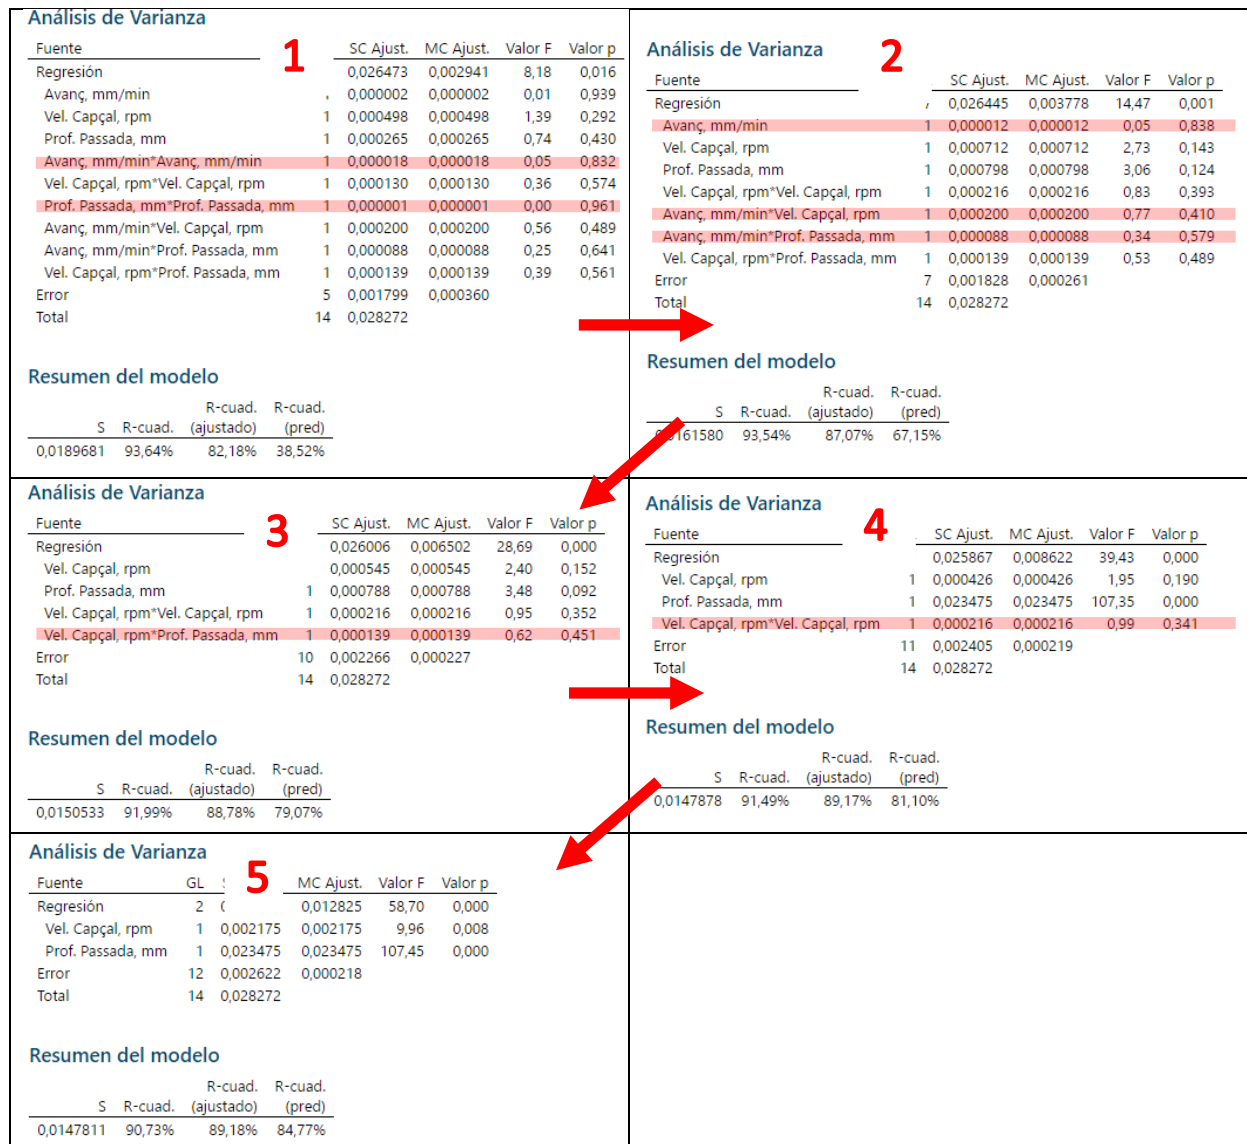 Análisis de Varianza
1
Fuente SC Ajust. MC Ajust. Valor F Valor p
Regresión 0,026473 0,002941 8,18 0,016
Avanç, mm/min 0,000002 0,000002 0,01 0,939
Vel. Capçal, rpm 1 0,000498 0,000498 1,39 0,292
Prof. Passada, mm 1 0,000265 0,000265 0,74 0,430
Avanç, mm/min*Avanç, mm/min 1 0,000018 0,000018 0,05 0,832
Vel. Capçal, rpm*Vel. Capçal, rpm 1 0,000130 0,000130 0,36 0,574
Prof. Passada, mm*Prof. Passada, mm 1 0,000001 0,000001 0,00 0,961
Avanç, mm/min*Vel. Capçal, rpm 1 0,000200 0,000200 0,56 0,489
Avanç, mm/min*Prof. Passada, mm 1 0,000088 0,000088 0,25 0,641
Vel. Capçal, rpm*Prof. Passada, mm 1 0,000139 0,000139 0,39 0,561
Error 5 0,001799 0,000360
Total 14 0,028272
Resumen del modelo
R-cuad. R-cuad.
S R-cuad. (ajustado) (pred)
0,0189681 93,64% 82,18% 38,52%
Análisis de Varianza
2
Fuente SC Ajust. MC Ajust. Valor F Valor p
Regresión 0,026445 0,003778 14,47 0,001
Avanç, mm/min 1 0,000012 0,000012 0,05 0,838
Vel. Capçal, rpm 1 0,000712 0,000712 2,73 0,143
Prof. Passada, mm 1 0,000798 0,000798 3,06 0,124
Vel. Capçal, rpm*Vel. Capçal, rpm 1 0,000216 0,000216 0,83 0,393
Avanç, mm/min*Vel. Capçal, rpm 1 0,000200 0,000200 0,77 0,410
Avanç, mm/min*Prof. Passada, mm 1 0,000088 0,000088 0,34 0,579
Vel. Capçal, rpm*Prof. Passada, mm 1 0,000139 0,000139 0,53 0,489
Error 7 0,001828 0,000261
Total 14 0,028272
Resumen del modelo
R-cuad. R-cuad.
S R-cuad. (ajustado) (pred)
0,0161580 93,54% 87,07% 67,15%
Análisis de Varianza
3
Fuente SC Ajust. MC Ajust. Valor F Valor p
Regresión 0,026006 0,006502 28,69 0,000
Vel. Capçal, rpm 0,000545 0,000545 2,40 0,152
Prof. Passada, mm 1 0,000788 0,000788 3,48 0,092
Vel. Capçal, rpm*Vel. Capçal, rpm 1 0,000216 0,000216 0,95 0,352
Vel. Capçal, rpm*Prof. Passada, mm 1 0,000139 0,000139 0,62 0,451
Error 10 0,002266 0,000227
Total 14 0,028272
Resumen del modelo
R-cuad. R-cuad.
S R-cuad. (ajustado) (pred)
0,0150533 91,99% 88,78% 79,07%
Análisis de Varianza
4
Fuente SC Ajust. MC Ajust. Valor F Valor p
Regresión 0,025867 0,008622 39,43 0,000
Vel. Capçal, rpm 1 0,000426 0,000426 1,95 0,190
Prof. Passada, mm 1 0,023475 0,023475 107,35 0,000
Vel. Capçal, rpm*Vel. Capçal, rpm 1 0,000216 0,000216 0,99 0,341
Error 11 0,002405 0,000219
Total 14 0,028272
Resumen del modelo
R-cuad. R-cuad.
S R-cuad. (ajustado) (pred)
0,0147878 91,49% 89,17% 81,10%
Análisis de Varianza
5
Fuente GL MC Ajust. Valor F Valor p
Regresión 2 0,012825 58,70 0,000
Vel. Capçal, rpm 1 0,002175 0,002175 9,96 0,008
Prof. Passada, mm 1 0,023475 0,023475 107,45 0,000
Error 12 0,002622 0,000218
Total 14 0,028272
Resumen del modelo
R-cuad. R-cuad.
S R-cuad. (ajustado) (pred)
0,0147811 90,73% 89,18% 84,77%